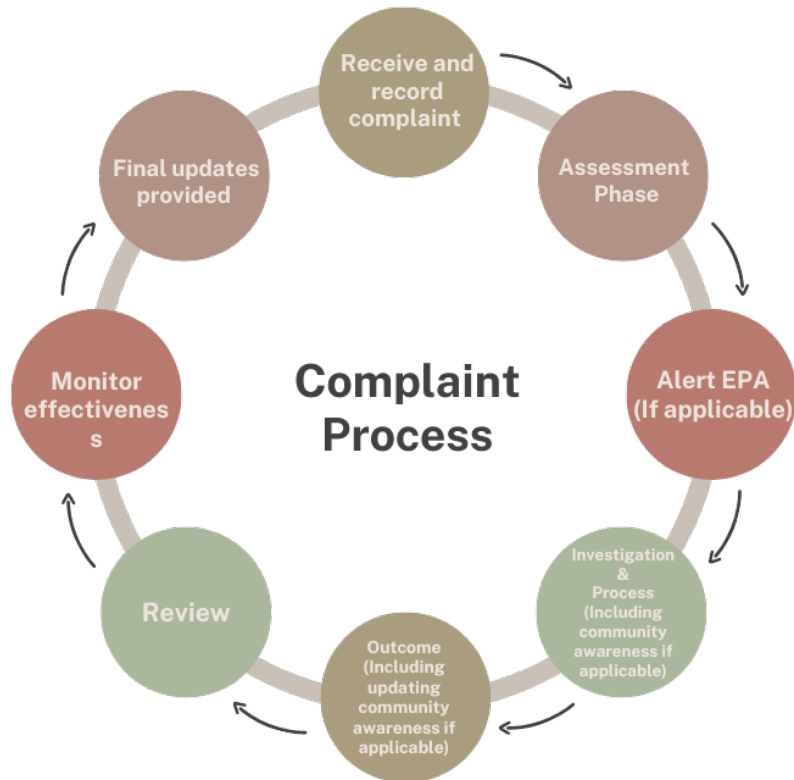 Receive and
record
complaint
Assessment
Phase
Alert EPA
(If applicable)
Investigation
&
Process
(Including
community
awareness if
applicable)
Outcome
(Including
updating
community
awareness if
applicable)
Review
Monitor
effectivenes
s
Final updates
provided
Complaint
Process